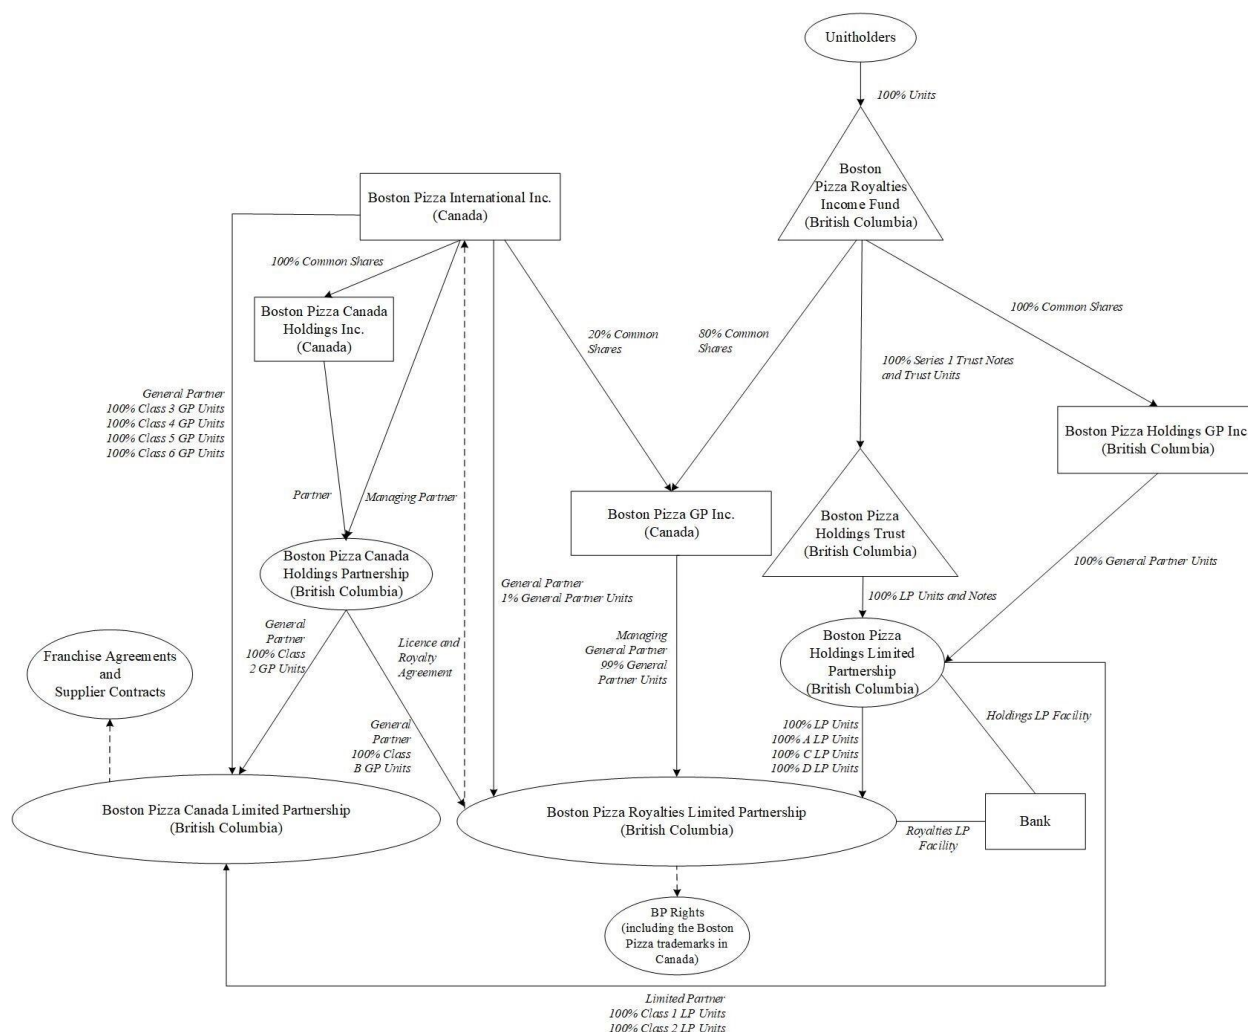 Unitholders
100% Units
Boston
Pizza Royalties
Income Fund
(British Columbia)
Boston Pizza International Inc.
(Canada)
100% Common Shares
Boston Pizza Canada
Holdings Inc.
(Canada)
20% Common
Shares
80% Common
Shares
100% Common Shares
100% Series 1 Trust Notes
and Trust Units
General Partner
100% Class 3 GP Units
100% Class 4 GP Units
100% Class 5 GP Units
100% Class 6 GP Units
Boston Pizza Holdings GP Inc.
(British Columbia)
Partner
Managing Partner
Boston Pizza GP Inc.
(Canada)
Boston Pizza
Holdings Trust
(British Columbia)
Boston Pizza Canada
Holdings Partnership
(British Columbia)
General Partner
1% General Partner Units
100% LP Units and Notes
100% General Partner Units
General
Partner
100% Class
2 GP Units
Licence and
Royalty
Agreement
Managing
General Partner
99% General
Partner Units
Boston Pizza
Holdings Limited
Partnership
(British Columbia)
Franchise Agreements
and
Supplier Contracts
General
Partner
100% Class
B GP Units
100% LP Units
100% A LP Units
100% C LP Units
100% D LP Units
Holdings LP Facility
Boston Pizza Canada Limited Partnership
(British Columbia)
Boston Pizza Royalties Limited Partnership
(British Columbia)
Royalties LP
Facility
Bank
BP Rights
(including the Boston
Pizza trademarks in
Canada)
Limited Partner
100% Class 1 LP Units
100% Class 2 LP Units